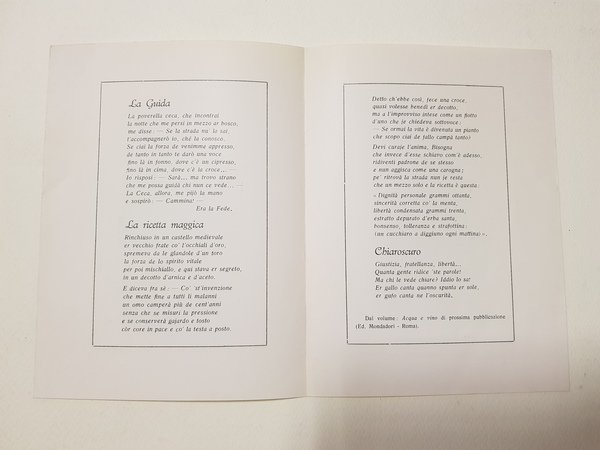 La Guida
La poverella ceca, che incontrai
la notte che me persi in mezzo ar bosco,
me disse: — Se la strada nu' la sai,
t'accompagno io, chè la conosco.
Se ciai la forza de venimme appresso,
de tanto in tanto te darò una voce
fino là in fonno, dove c'è un cipresso,
fino là in cima, dove c'è la croce... —
Io risposi: — Sarà... ma trovo strano
che me possa guidà chi nun ce vede... —
La Ceca, allora, me pijò la mano
e sospirò: — Cammina!
Era la Fede.
La ricetta maggica
Rinchiuso in un castello medievale
er vecchio frate co' l'occhiali d'oro,
spremeva da le glandole d'un toro
la forza de lo spirito vitale
per poi mischiallo, e qui stava er segreto,
in un decotto d'arnica e d'aceto.
E diceva fra sè: — Co' 'st'invenzione
che mette fine a tutti li malanni
un omo camperà più de cent'anni
senza che se misuri la pressione
e se conserverà gajardo e tosto
còr core in pace e co' la testa a posto.
Detto ch'ebbe così, fece una croce,
quasi volesse benedì er decotto;
ma a l'improvviso intese come un fiotto
d'uno che je chiedeva sottovoce:
— Se ormai la vita è diventata un pianto
che scopo ciai de falla campà tanto?
Devi curaje l'anima. Bisogna
che invece d'esse schiavo com'è adesso,
ridiventi padrone de se stesso
e nun aggisca come una carogna;
pe' ritrovà la strada nun je resta
che un mezzo solo e la ricetta è questa:
« dignità personale grammi ottanta,
sincerità corretta co' la menta,
libertà condensata grammi trenta,
estratto depurato d'erba santa,
bonsenso, tolleranza e strafottina:
(un cucchiaro a diggiuno ogni matina) ».
Chiaroscuro
Giustizia, fratellanza, libertà...
Quanta gente ridice 'ste parole!
Ma chi le vede chiare? Iddio lo sa!
Er gallo canta quanno spunta er sole,
er gufo canta ne l'oscurità.
Dal volume: Acqua e vino di prossima pubblicazione
(Ed. Mondadori - Roma).